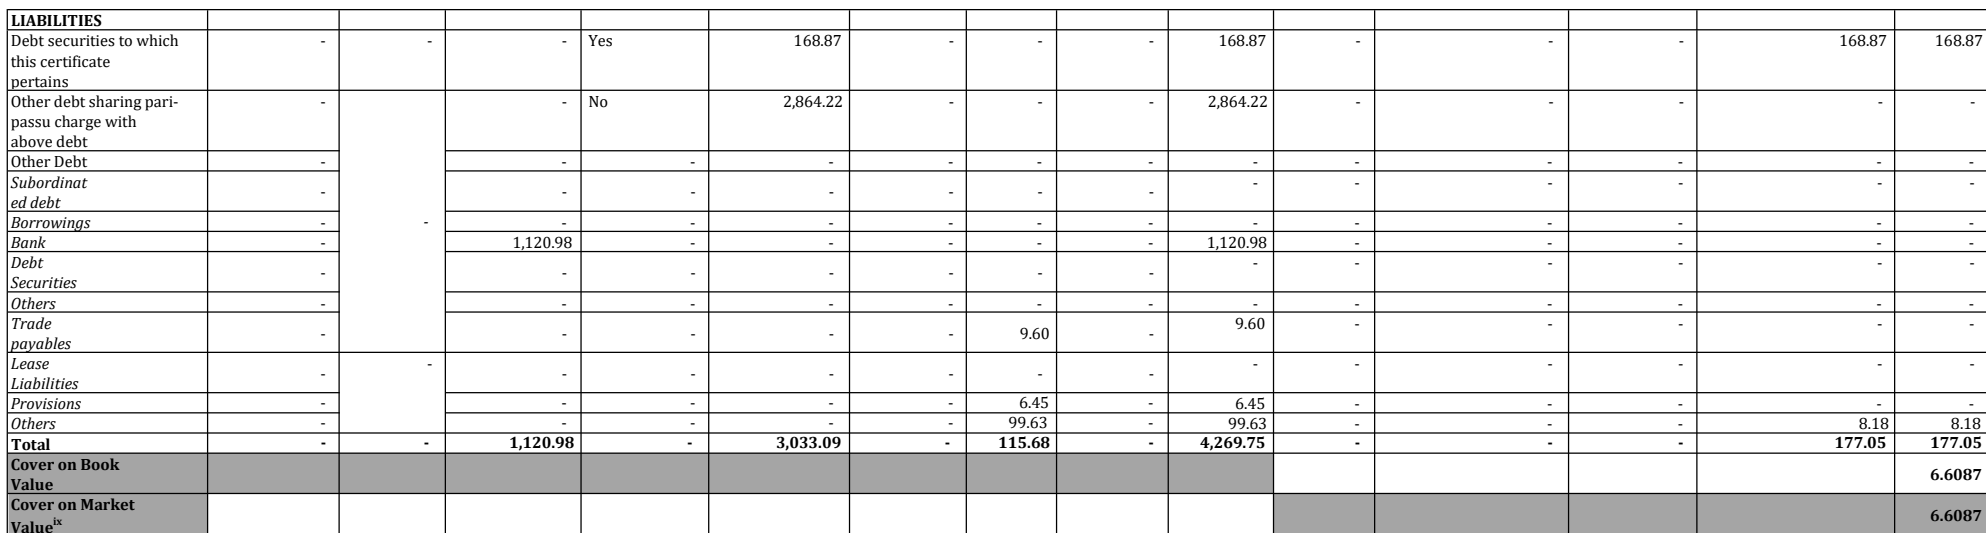 LIABILITIES
Debt securities to which this certificate pertains - - - Yes 168.87 - - - 168.87 - - - 168.87 168.87
Other debt sharing pari-passu charge with above debt - - No 2,864.22 - - - 2,864.22 - - - - -
Other Debt - - - - - - - - - - - - -
Subordinat ed debt - - - - - - - - - - - - -
Borrowings - - - - - - - - - - - - - -
Bank - 1,120.98 - - - - - 1,120.98 - - - - -
Debt Securities - - - - - - - - - - - - -
Others - - - - - - - - - - - - -
Trade payables - - - - - 9.60 - 9.60 - - - - -
Lease Liabilities - - - - - - - - - - - - - -
Provisions - - - - - 6.45 - 6.45 - - - - -
Others - - - - - 99.63 - 99.63 - - - 8.18 8.18
Total - - 1,120.98 - 3,033.09 - 115.68 - 4,269.75 - - - 177.05 177.05
Cover on Book Value 6.6087
Cover on Market Value ix 6.6087